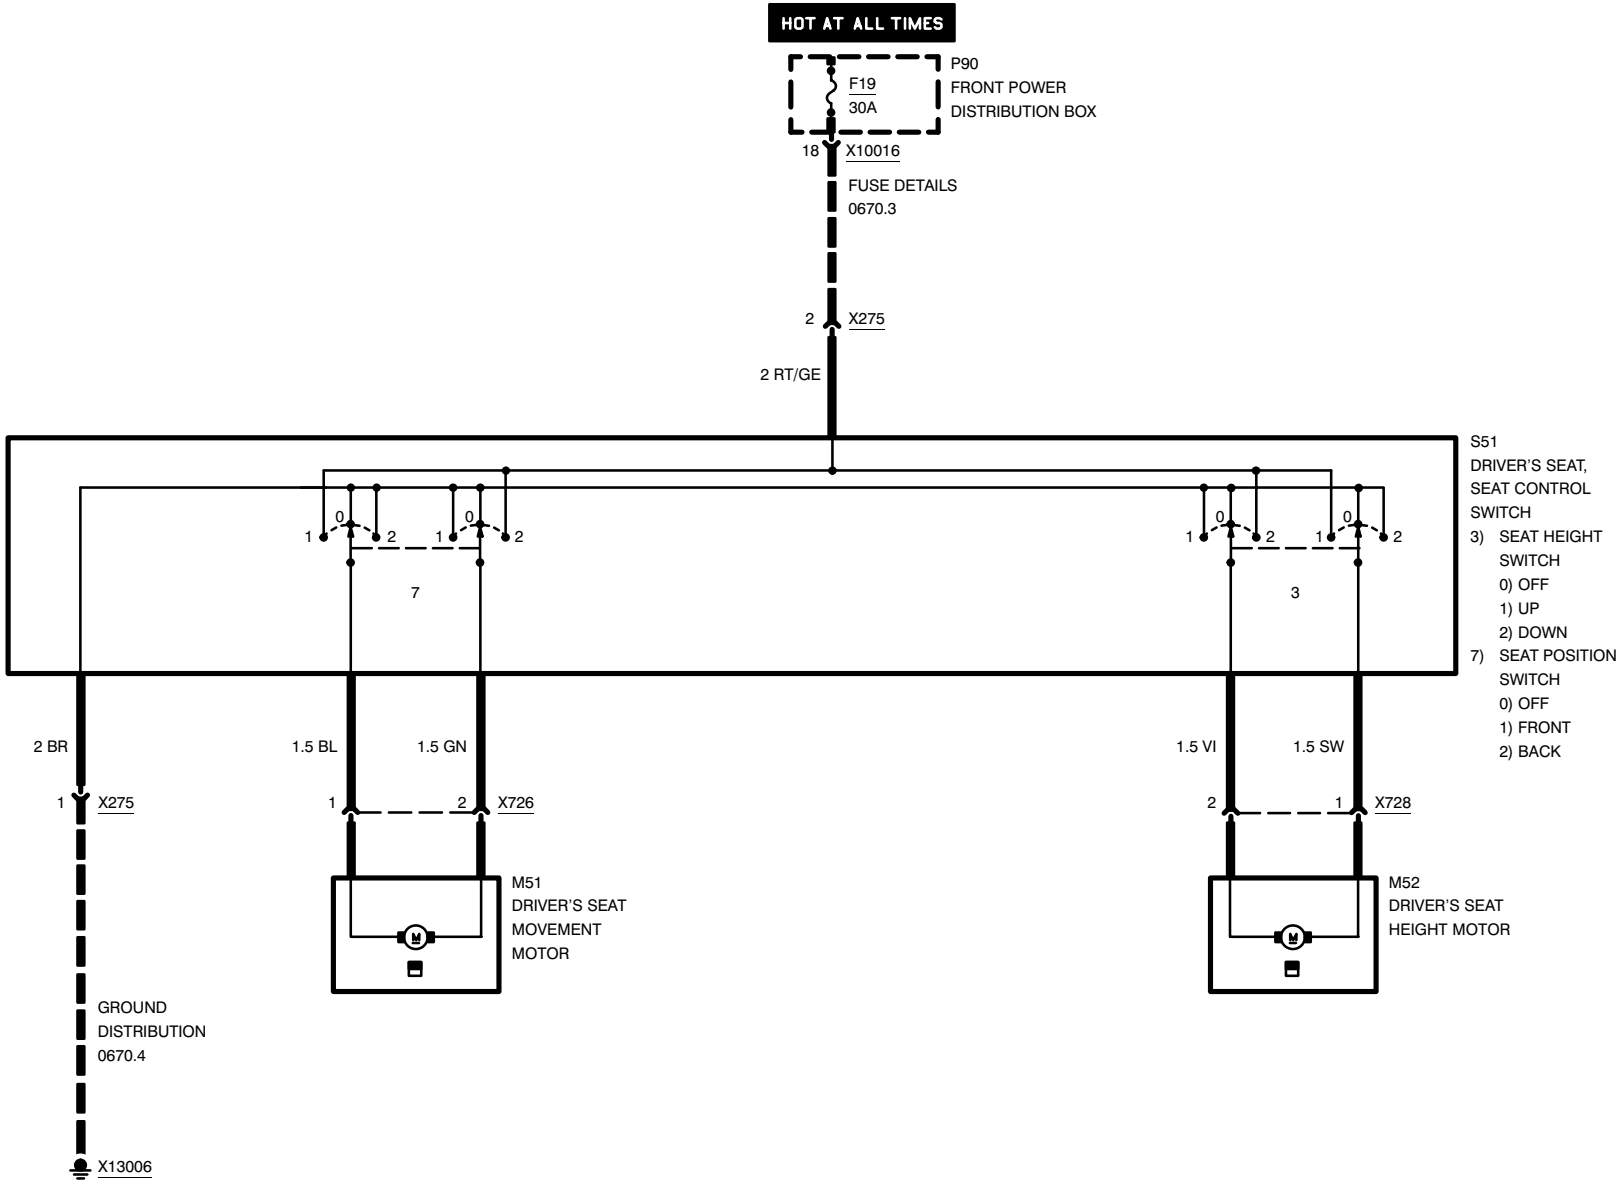 HOT AT ALL TIMES
P90
FRONT POWER
DISTRIBUTION BOX
F19
30A
18 X10016
FUSE DETAILS
0670.3
2 X275
2 RT/GE
S51
DRIVER'S SEAT,
SEAT CONTROL
SWITCH
3) SEAT HEIGHT
SWITCH
0) OFF
1) UP
2) DOWN
7) SEAT POSITION
SWITCH
0) OFF
1) FRONT
2) BACK
0 0 0 0
1 2 1 2 1 2 1 2
7 3
2 BR 1.5 BL 1.5 GN 1.5 VI 1.5 SW
1 X275 1 2 X726 2 1 X728
M51
DRIVER'S SEAT
MOVEMENT
MOTOR
M
M52
DRIVER'S SEAT
HEIGHT MOTOR
M
GROUND
DISTRIBUTION
0670.4
X13006